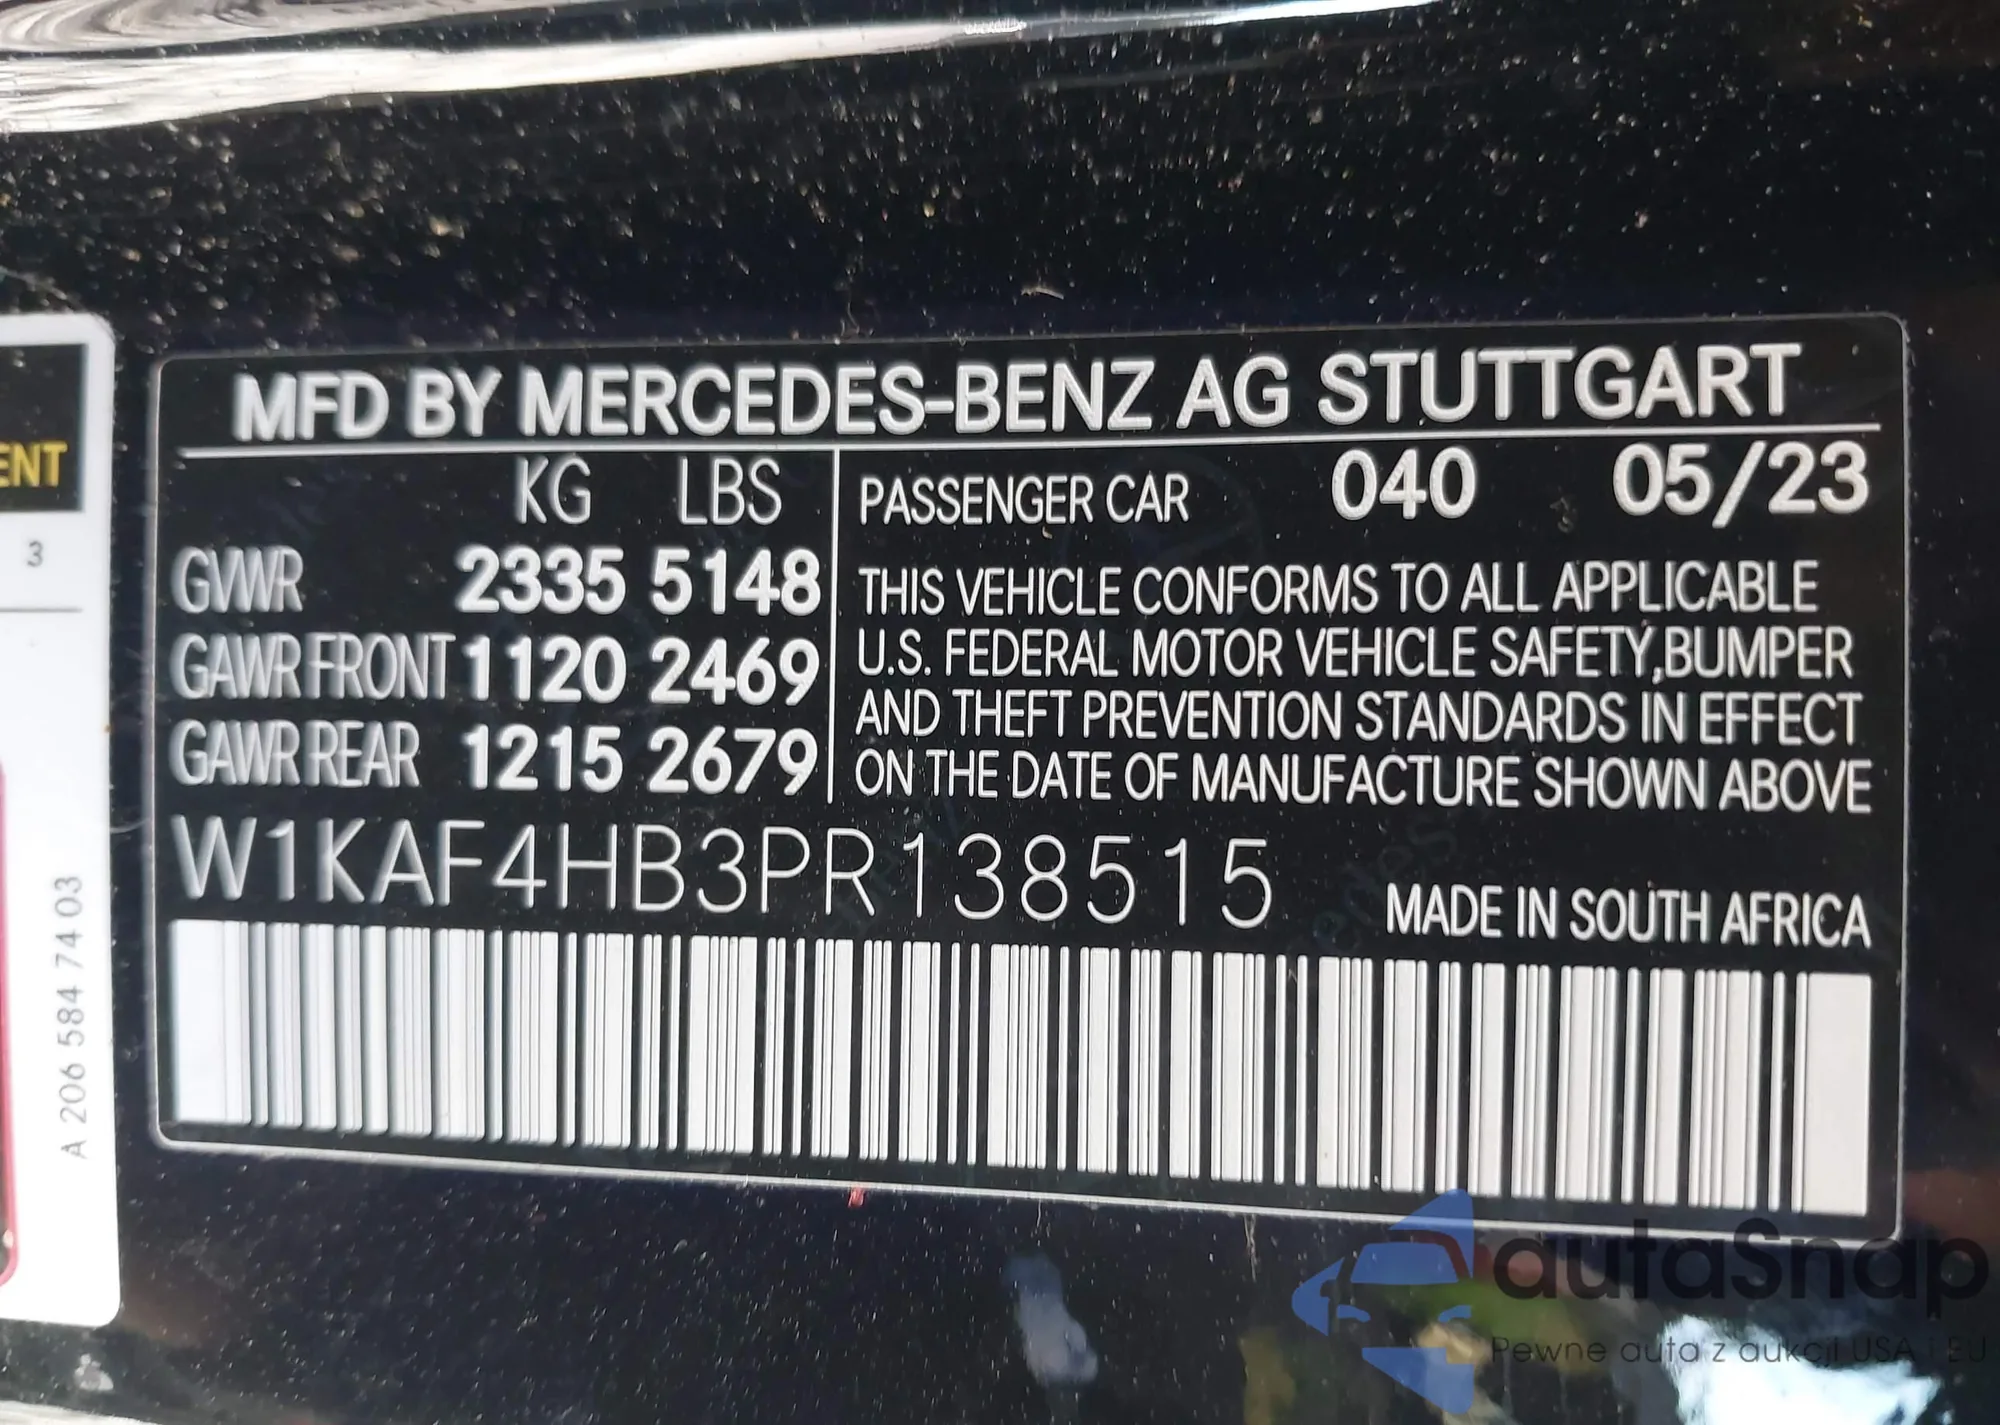 MFD BY MERCEDES-BENZ AG STUTTGART
KG LBS
GVWR 2335 5148
GAWR FRONT 1120 2469
GAWR REAR 1215 2679
PASSENGER CAR 040 05/23
THIS VEHICLE CONFORMS TO ALL APPLICABLE
U.S. FEDERAL MOTOR VEHICLE SAFETY,BUMPER
AND THEFT PREVENTION STANDARDS IN EFFECT
ON THE DATE OF MANUFACTURE SHOWN ABOVE
W1KAF4HB3PR138515
MADE IN SOUTH AFRICA
ENT
3
A 206 584 74 03
autaSnap
Pewne auta z aukcji USA i EU